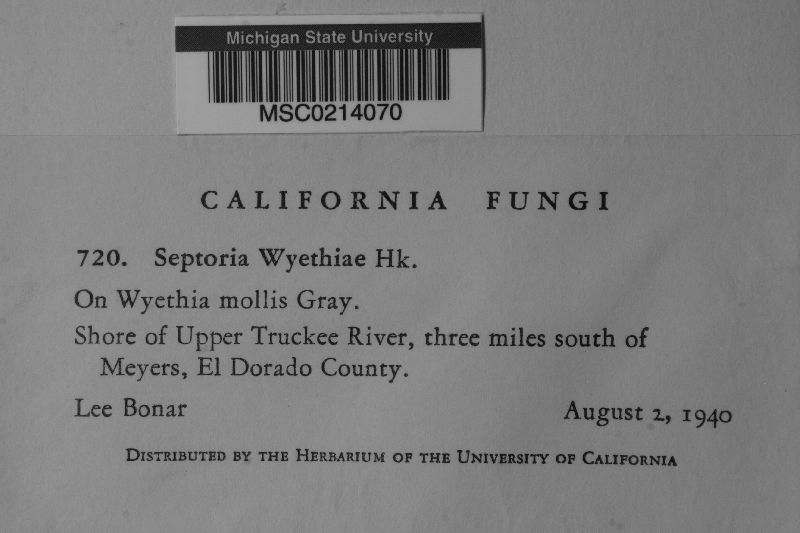 Michigan State University
MSC0214070
CALIFORNIA FUNGI
720. Septoria Wyethiae Hk.
On Wyethia mollis Gray.
Shore of Upper Truckee River, three miles south of
Meyers, El Dorado County.
Lee Bonar August 2, 1940
DISTRIBUTED BY THE HERBARIUM OF THE UNIVERSITY OF CALIFORNIA